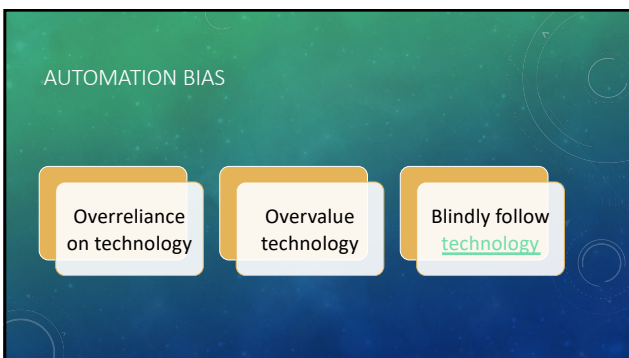 AUTOMATION BIAS
Overreliance
on technology
Overvalue
technology
Blindly follow
technology